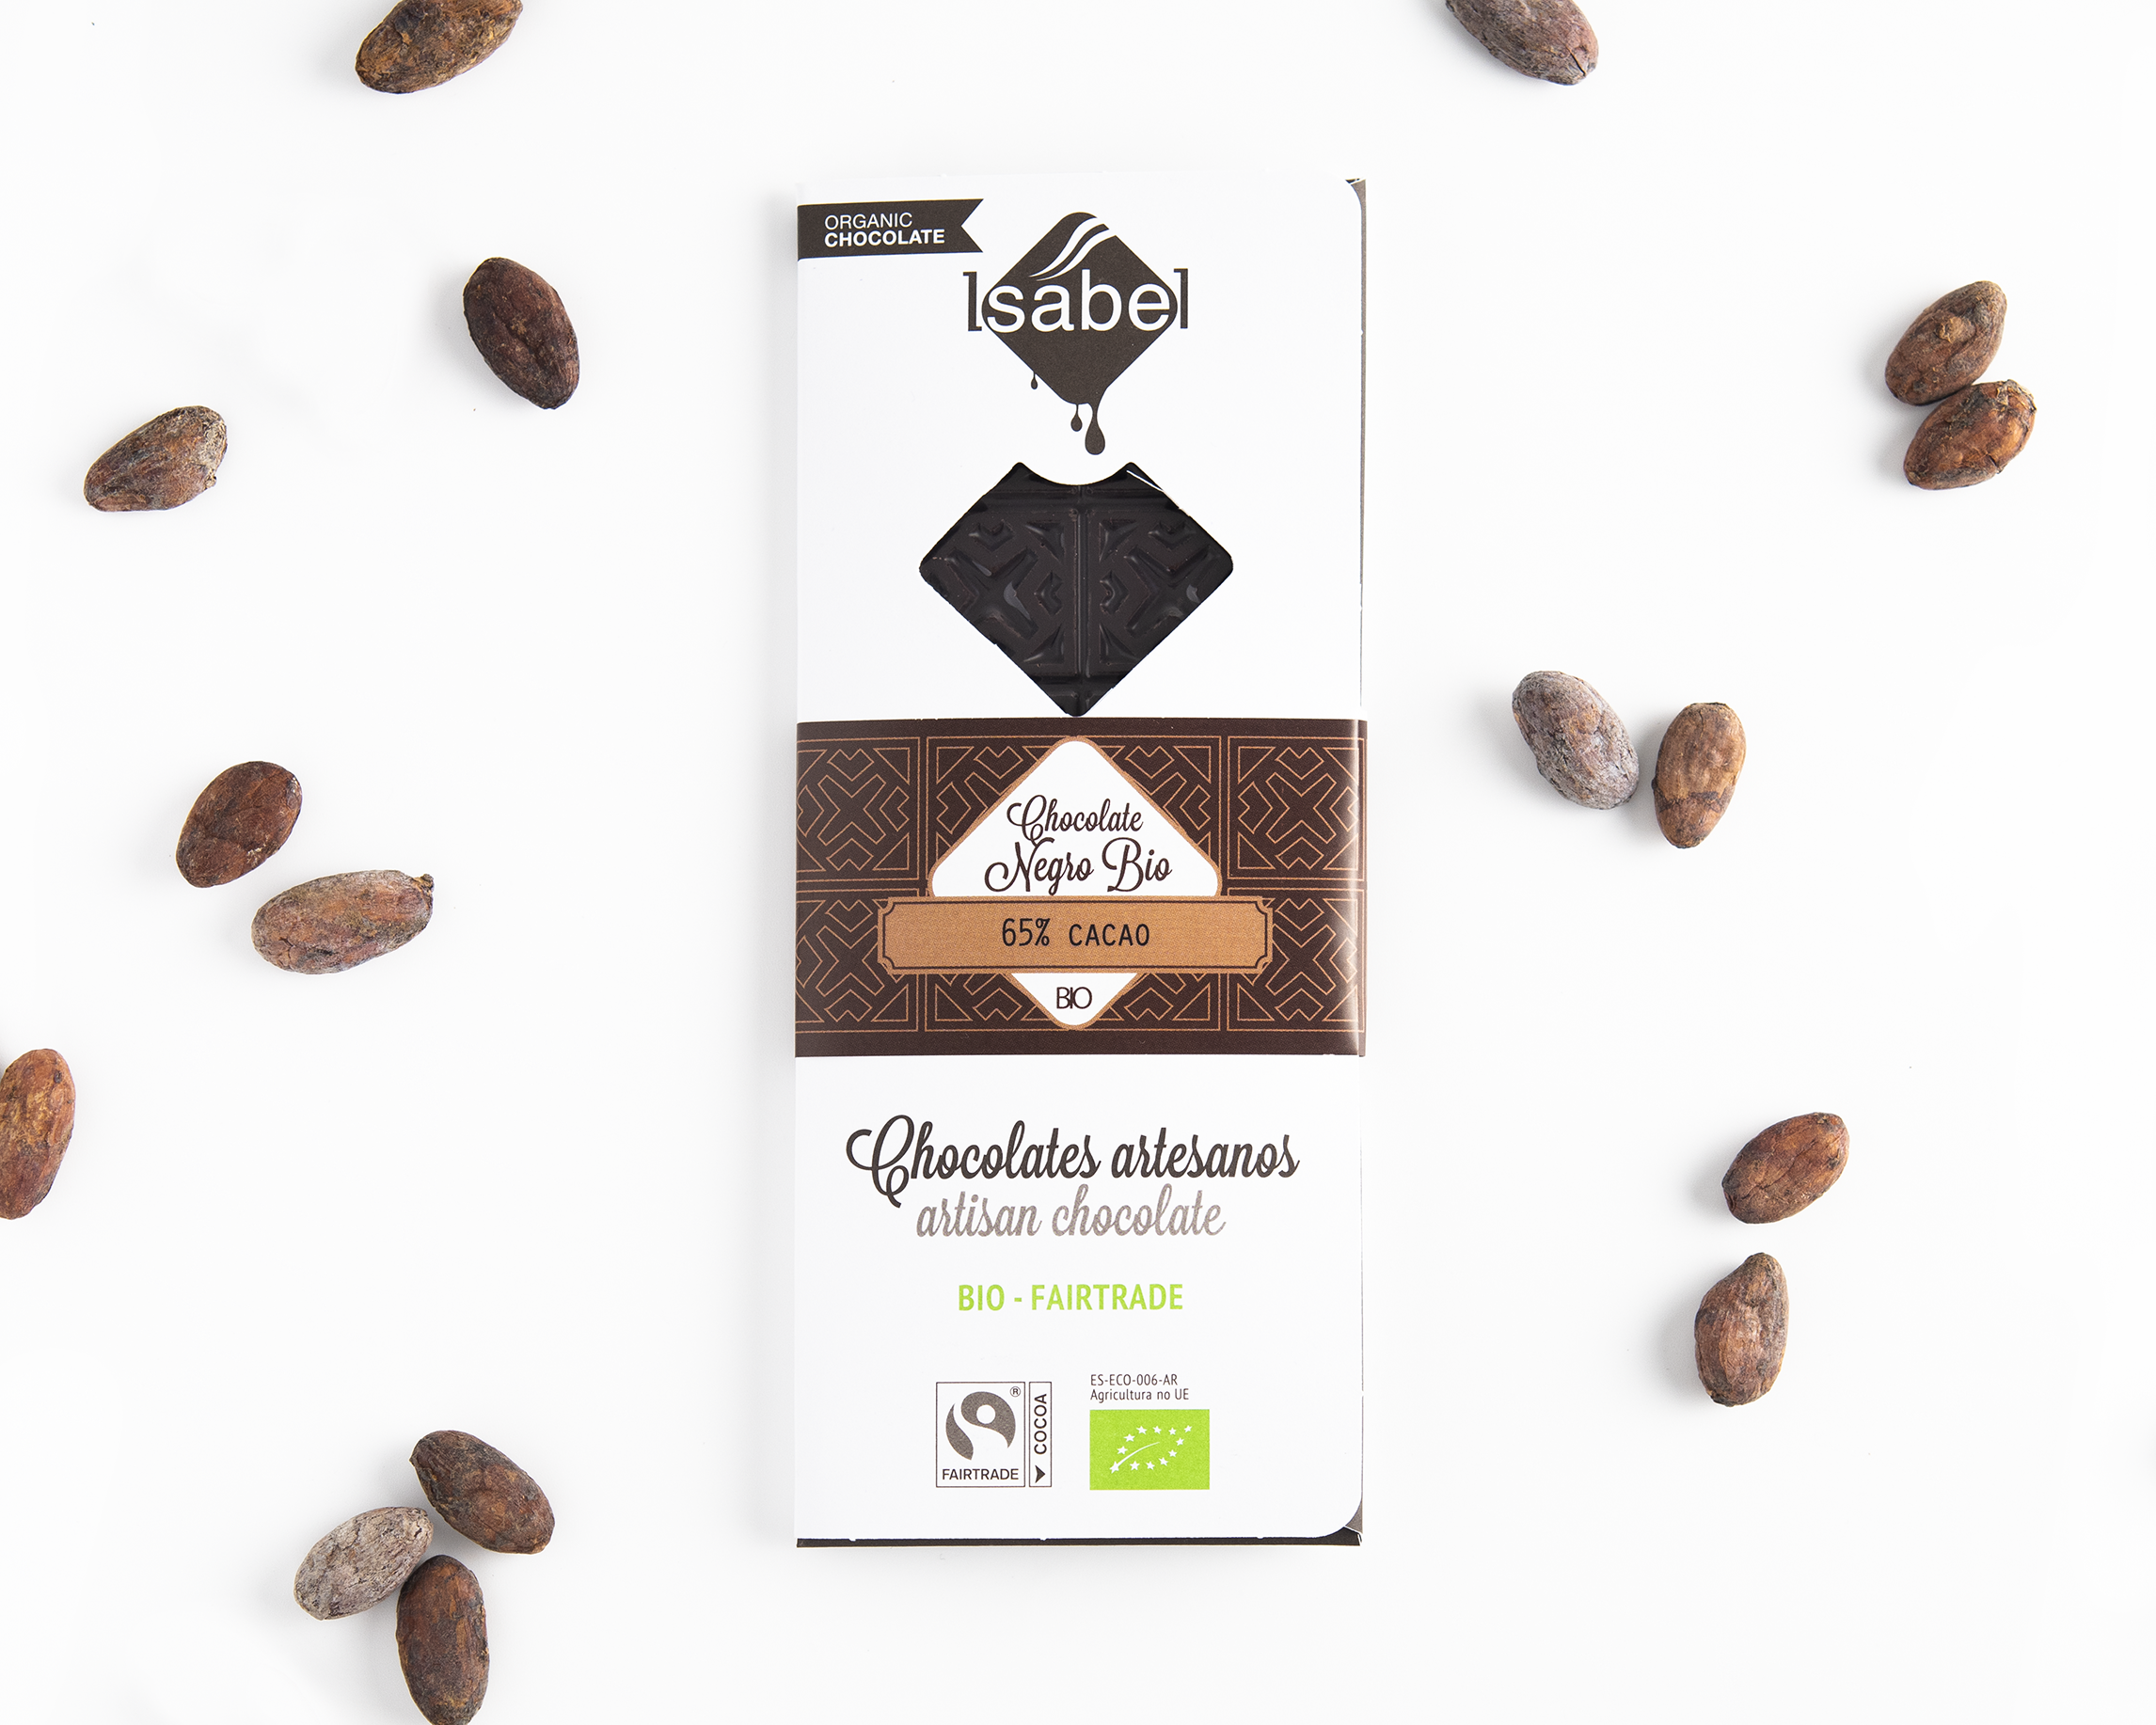 ORGANIC
CHOCOLATE
Isabel
Chocolate
Negro Bio
65% CACAO
BIO
Chocolates artesanos
artisan chocolate
BIO - FAIRTRADE
®
FAIRTRADE
COCOA
ES-ECO-006-AR
Agricultura no UE